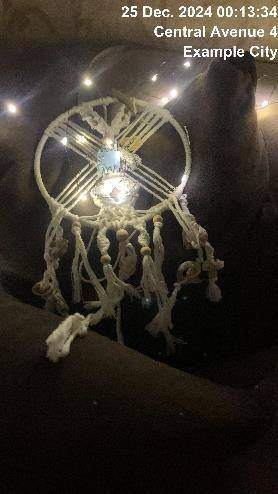 25 Dec. 2024 00:13:34
Central Avenue 4
Example City